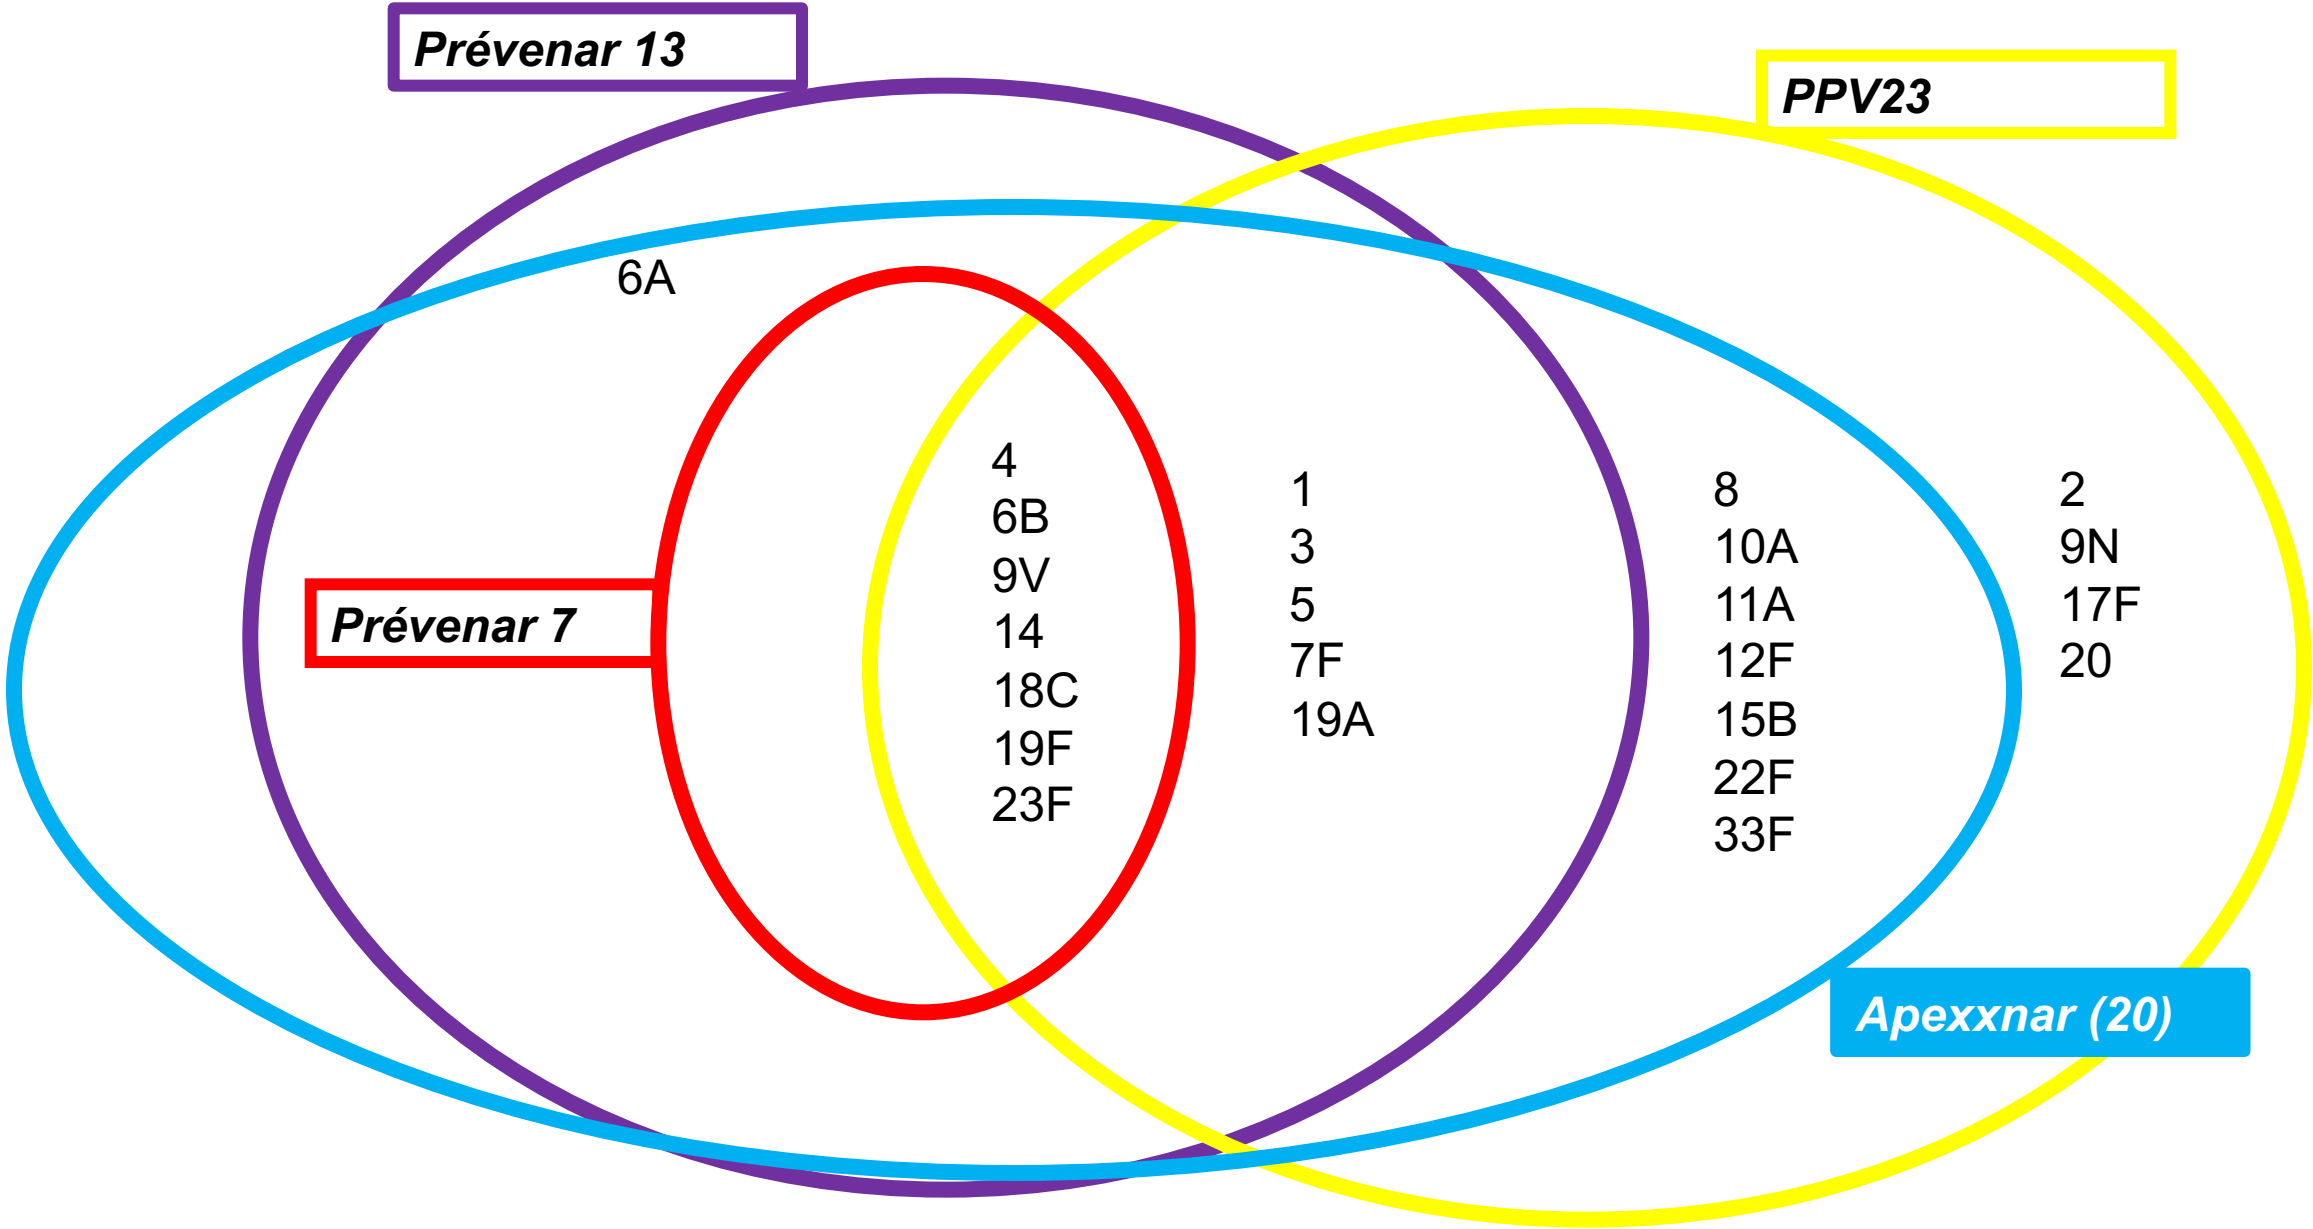 Prévenar 13
PPV23
6A
4
6B
9V
14
18C
19F
23F
1
3
5
7F
19A
8
10A
11A
12F
15B
22F
33F
2
9N
17F
20
Prévenar 7
Apexxnar (20)